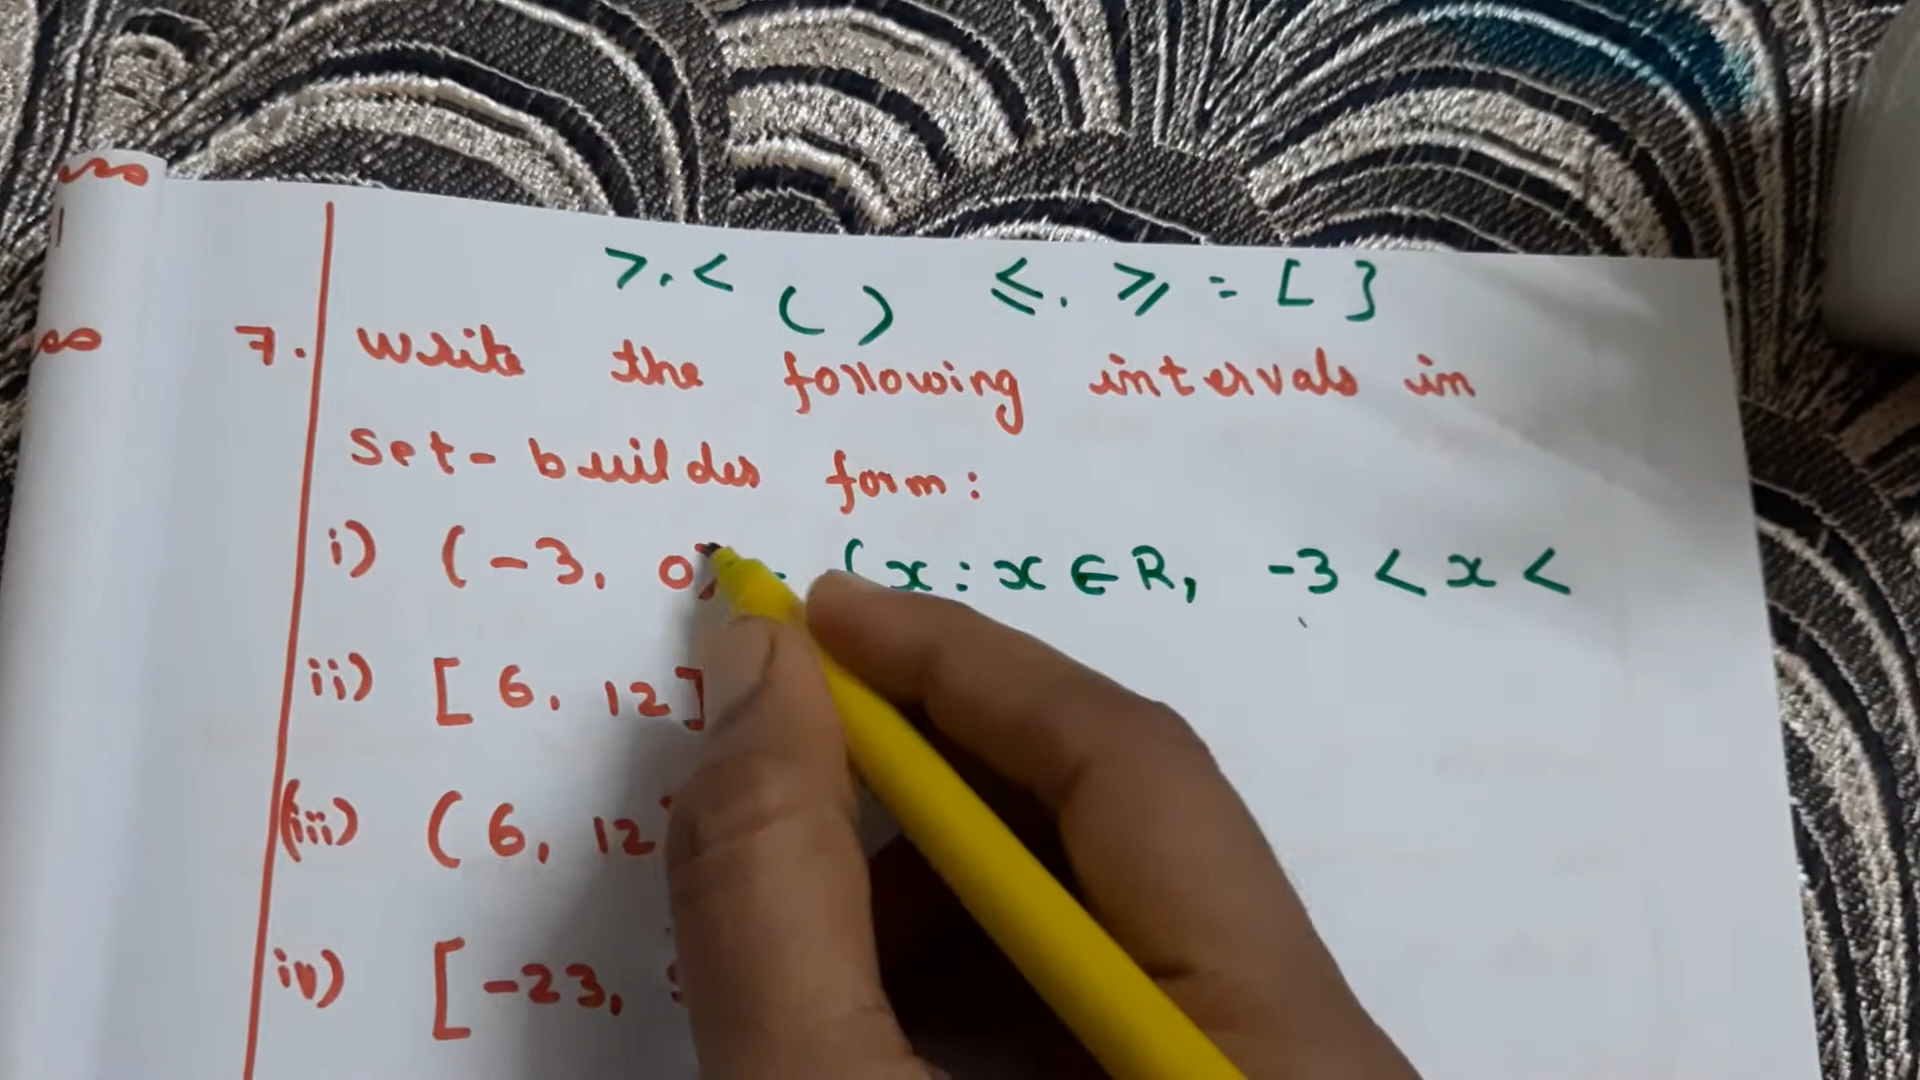 >, < ( ) ≤, ≥ = [ ]
7. Write the following intervals in
set-builder form:
i) (-3, 0) = {x : x ∈ R, -3 < x <
ii) [6, 12]
(iii) (6, 12]
iv) [-23,